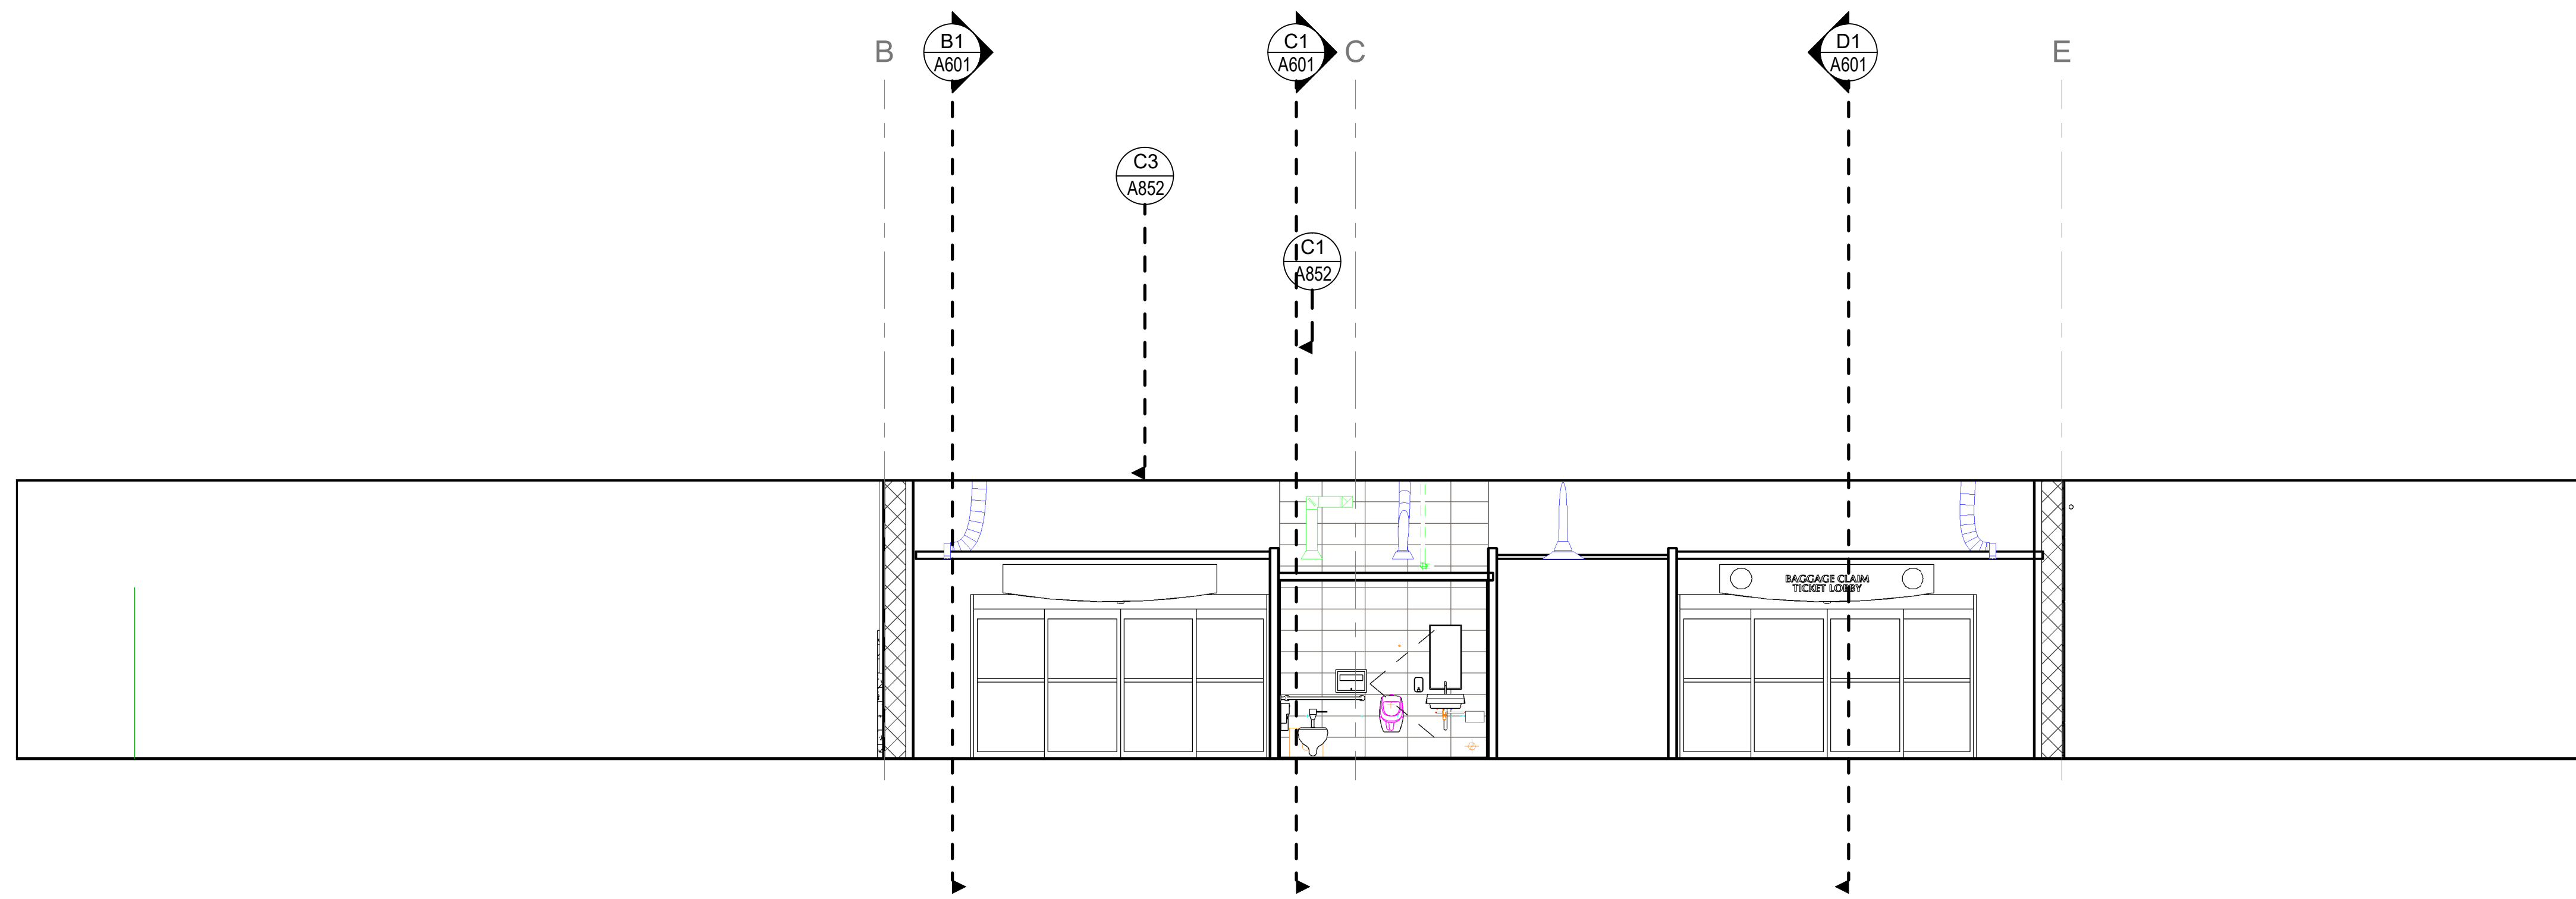 B
B1
A601
C1
A601
C
D1
A601
E
C3
A852
C1
A852
BAGGAGE CLAIM
TICKET LOBBY